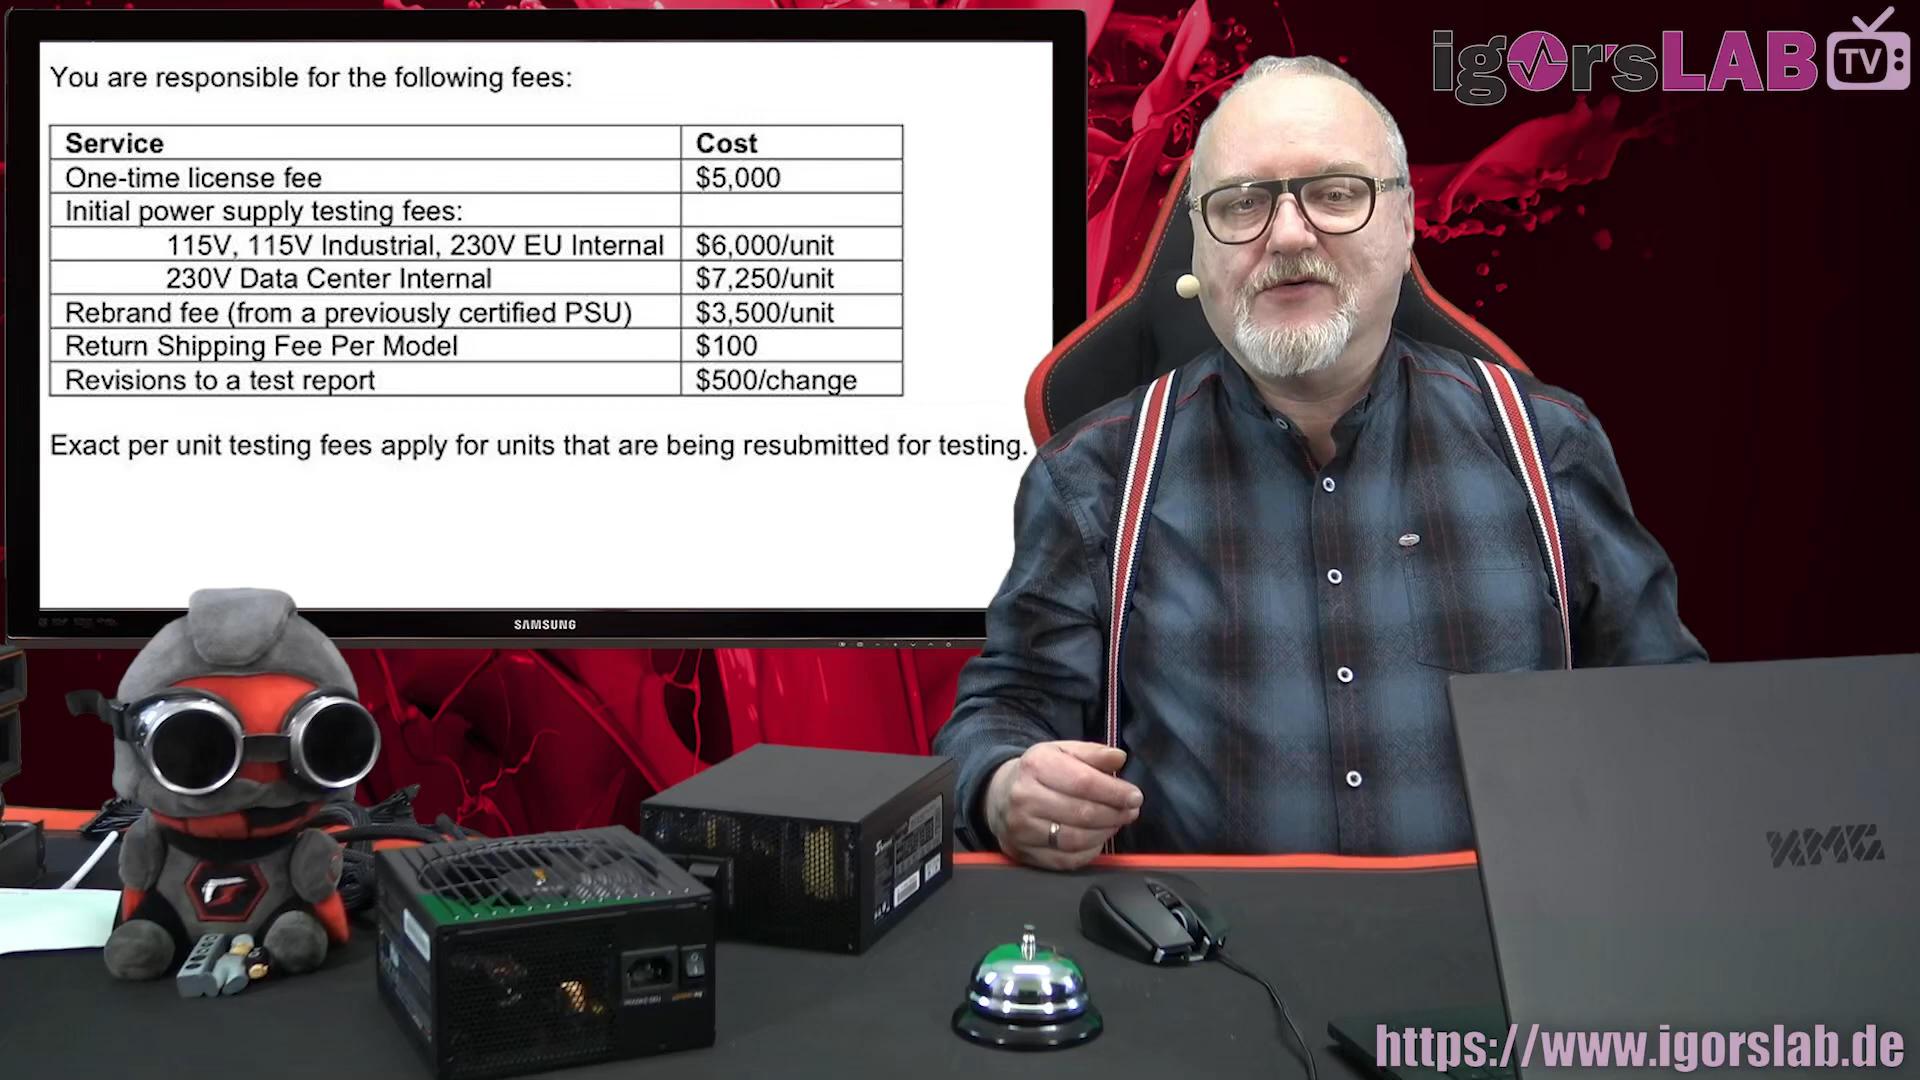 You are responsible for the following fees:
Service Cost
One-time license fee $5,000
Initial power supply testing fees:
115V, 115V Industrial, 230V EU Internal $6,000/unit
230V Data Center Internal $7,250/unit
Rebrand fee (from a previously certified PSU) $3,500/unit
Return Shipping Fee Per Model $100
Revisions to a test report $500/change
Exact per unit testing fees apply for units that are being resubmitted for testing.
SAMSUNG
igor'sLAB
TV
XMG
https://www.igorslab.de